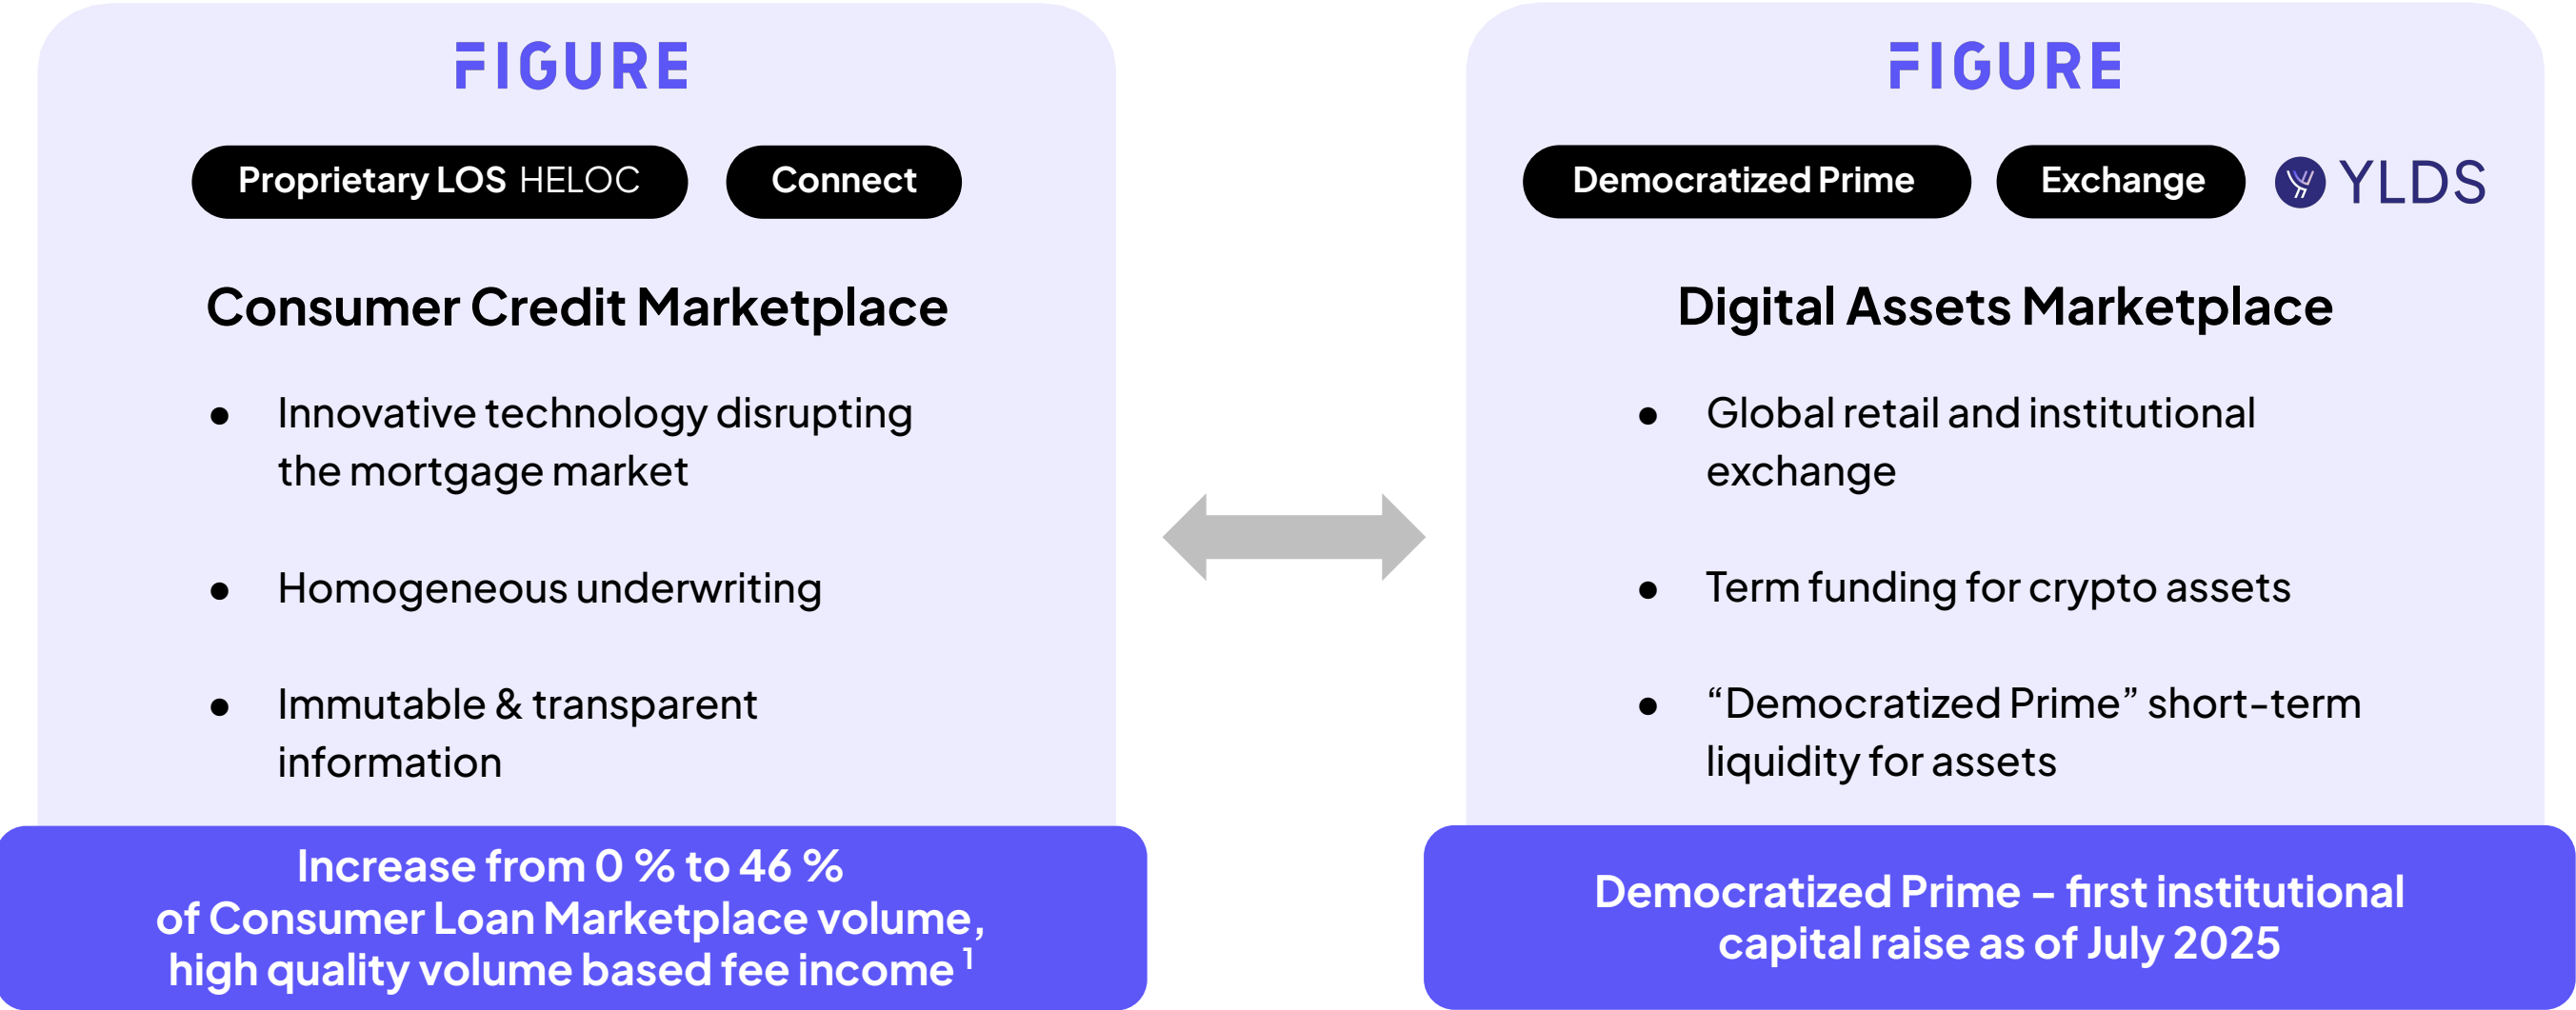 FIGURE
Proprietary LOS HELOC
Connect
Consumer Credit Marketplace
● Innovative technology disrupting
the mortgage market
● Homogeneous underwriting
● Immutable & transparent
information
Increase from 0 % to 46 %
of Consumer Loan Marketplace volume,
high quality volume based fee income 1
FIGURE
Democratized Prime
Exchange
YLDS
Digital Assets Marketplace
● Global retail and institutional
exchange
● Term funding for crypto assets
● “Democratized Prime” short-term
liquidity for assets
Democratized Prime – first institutional
capital raise as of July 2025